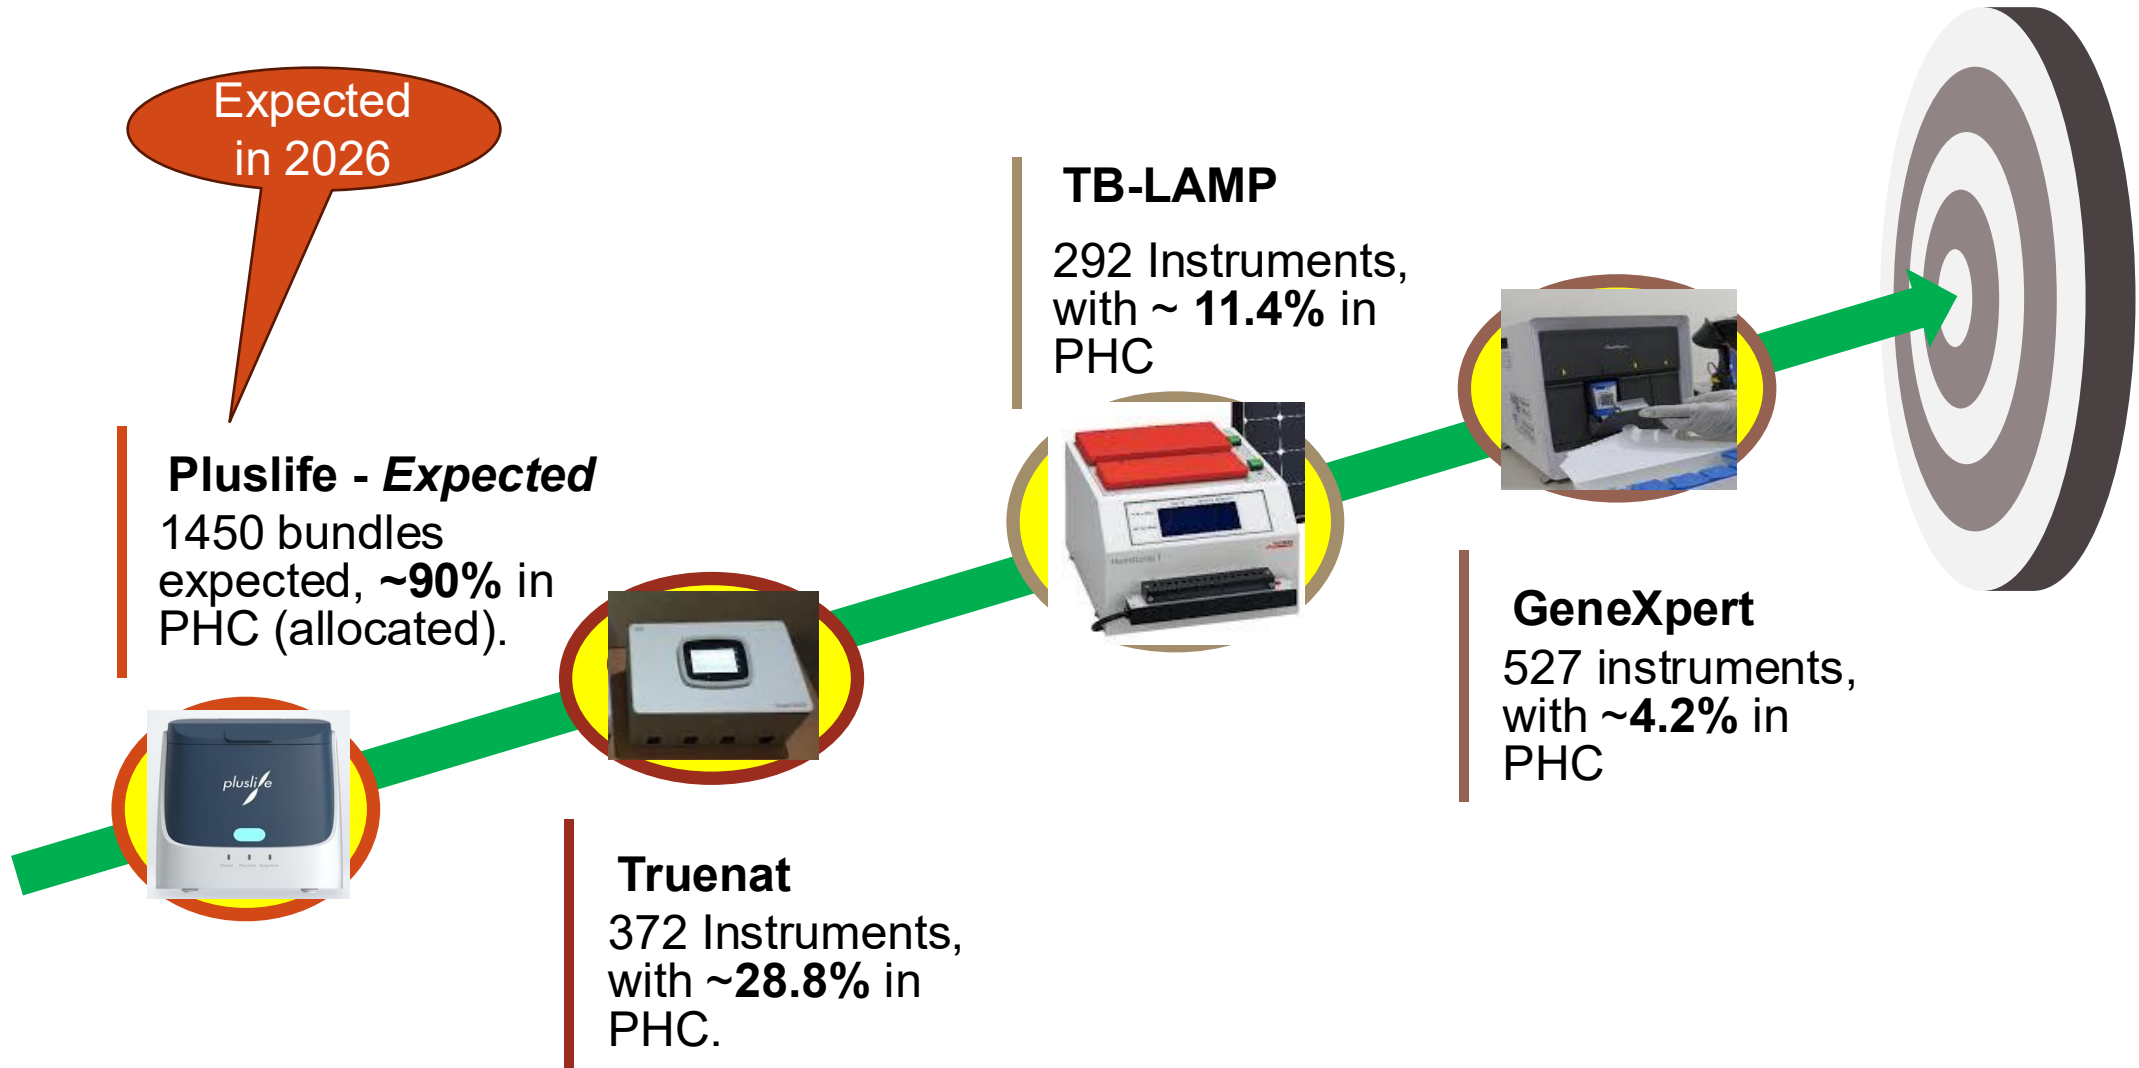 Expected
in 2026
Pluslife - Expected
1450 bundles
expected, ~90% in
PHC (allocated).
pluslife
Truenat
372 Instruments,
with ~28.8% in
PHC.
TB-LAMP
292 Instruments,
with ~ 11.4% in
PHC
GeneXpert
527 instruments,
with ~4.2% in
PHC